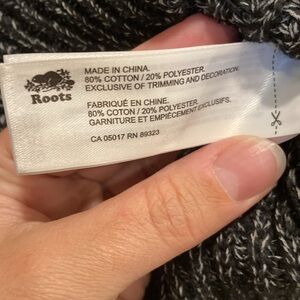 Roots
MADE IN CHINA.
80% COTTON / 20% POLYESTER.
EXCLUSIVE OF TRIMMING AND DECORATION.
FABRIQUÉ EN CHINE.
80% COTON / 20% POLYESTER.
GARNITURE ET EMPIÈCEMENT EXCLUSIFS.
CA 05017 RN 89323